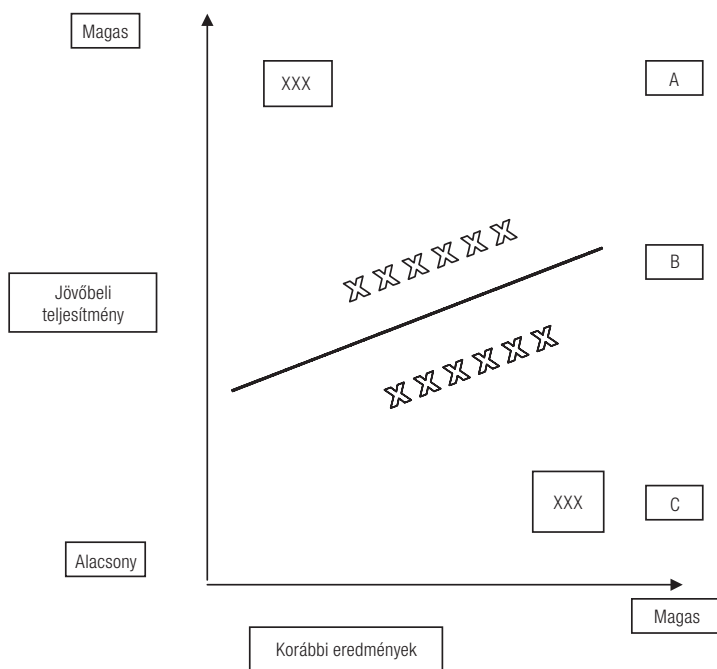 Magas
XXX
A
XXXXXX
B
Jövőbeli
teljesítmény
XXXXXX
XXX
C
Alacsony
Magas
Korábbi eredmények